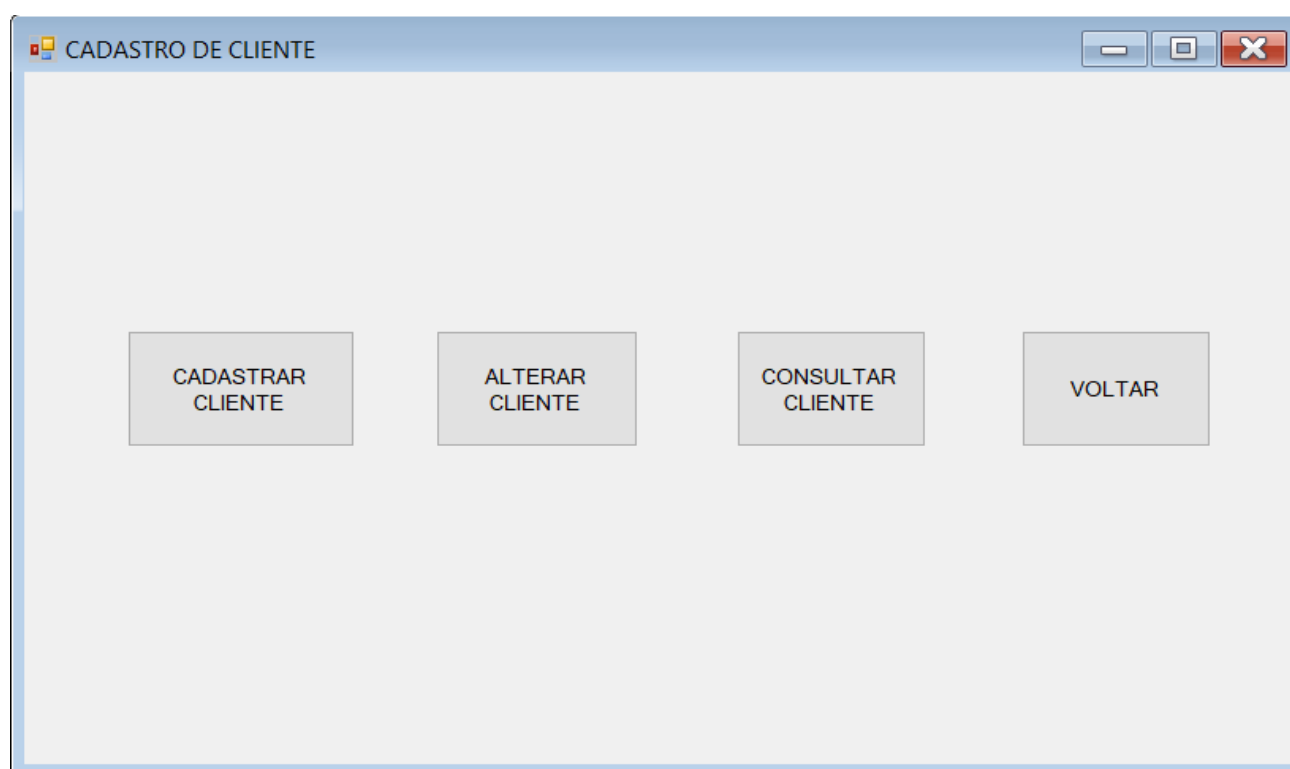 CADASTRO DE CLIENTE
CADASTRAR
CLIENTE
ALTERAR
CLIENTE
CONSULTAR
CLIENTE
VOLTAR